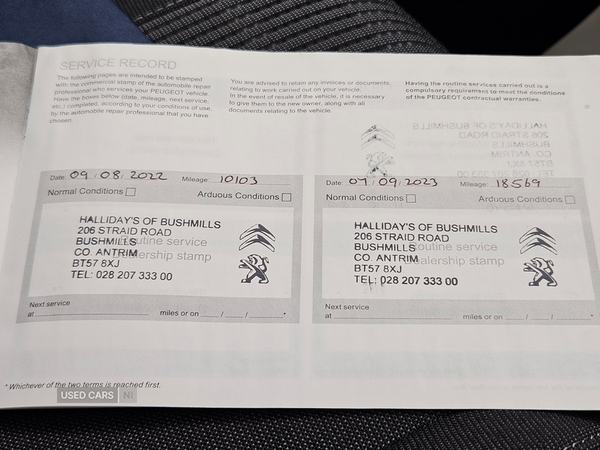 SERVICE RECORD
The following pages are intended to be stamped
with the commercial stamp of the automobile repair
professional who services your PEUGEOT vehicle.
Have the boxes below (date, mileage, next service,
etc.) completed, according to your conditions of use,
by the automobile repair professional that you have
chosen.
You are advised to retain any invoices or documents
relating to work carried out on your vehicle.
In the event of resale of the vehicle, it is necessary
to give them to the new owner, along with all
documents relating to the vehicle.
Having the routine services carried out is a
compulsory requirement to meet the conditions
of the PEUGEOT contractual warranties.
Date: 09/08/2022 Mileage: 10103
Normal Conditions Arduous Conditions
HALLIDAY'S OF BUSHMILLS
206 STRAID ROAD
BUSHMILLS routine service
CO. ANTRIM dealership stamp
BT57 8XJ
TEL: 028 207 333 00
Next service
at miles or on / / *
Date: 07/09/2023 Mileage: 18569
Normal Conditions Arduous Conditions
HALLIDAY'S OF BUSHMILLS
206 STRAID ROAD
BUSHMILLS routine service
CO. ANTRIM dealership stamp
BT57 8XJ
TEL: 028 207 333 00
Next service
at miles or on / / *
* Whichever of the two terms is reached first.
USED CARS NI